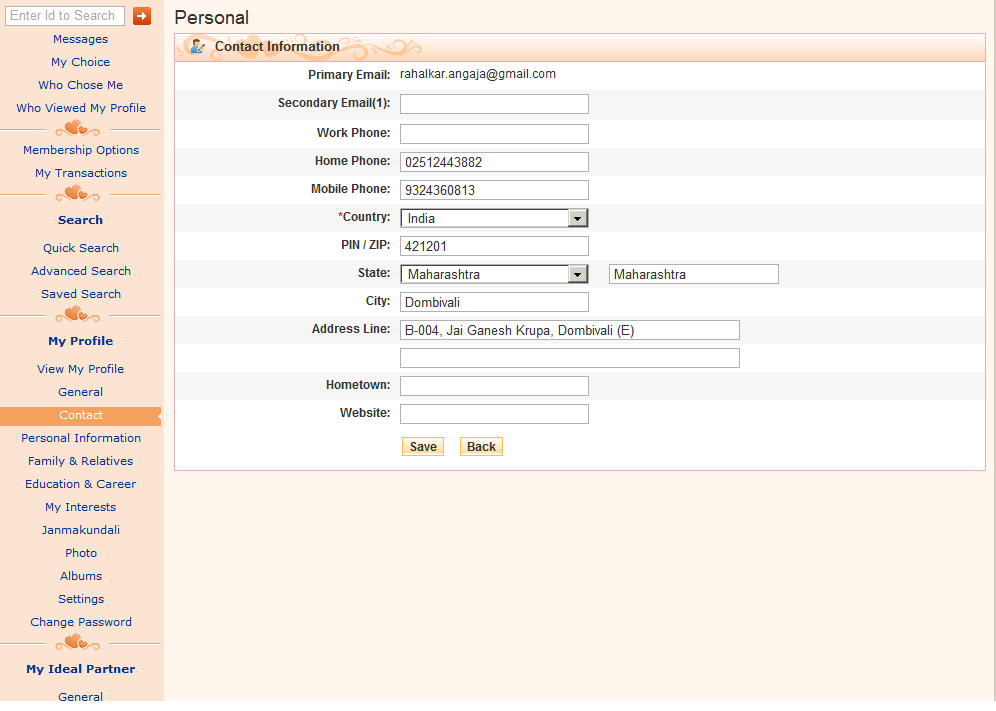 Enter Id to Search
Messages
My Choice
Who Chose Me
Who Viewed My Profile
Membership Options
My Transactions
Search
Quick Search
Advanced Search
Saved Search
My Profile
View My Profile
General
Contact
Personal Information
Family & Relatives
Education & Career
My Interests
Janmakundali
Photo
Albums
Settings
Change Password
My Ideal Partner
General
Personal
Contact Information
Primary Email: rahalkar.angaja@gmail.com
Secondary Email(1):
Work Phone:
Home Phone: 02512443882
Mobile Phone: 9324360813
*Country: India
PIN / ZIP: 421201
State: Maharashtra Maharashtra
City: Dombivali
Address Line: B-004, Jai Ganesh Krupa, Dombivali (E)
Hometown:
Website:
Save Back